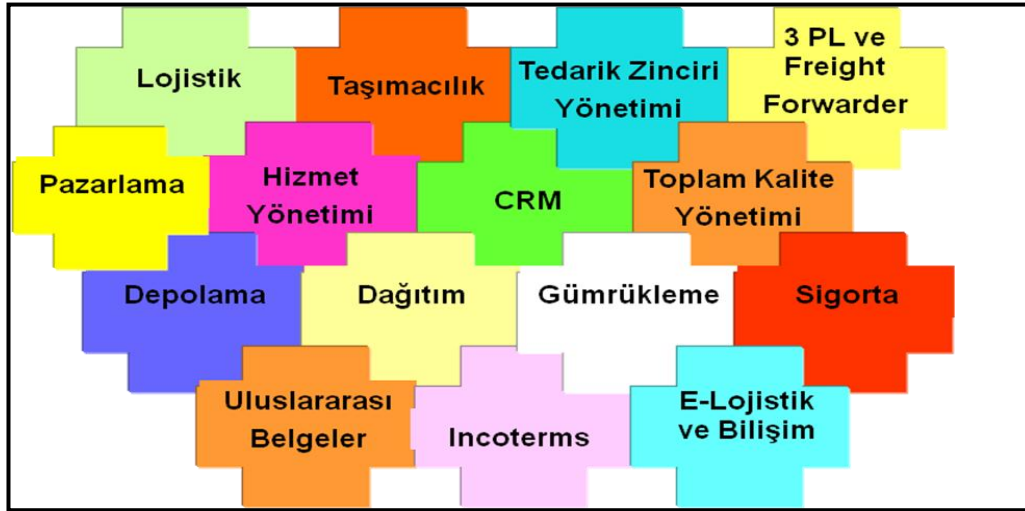 Lojistik
Taşımacılık
Tedarik Zinciri
Yönetimi
3 PL ve
Freight
Forwarder
Pazarlama
Hizmet
Yönetimi
CRM
Toplam Kalite
Yönetimi
Depolama
Dağıtım
Gümrükleme
Sigorta
Uluslararası
Belgeler
Incoterms
E-Lojistik
ve Bilişim